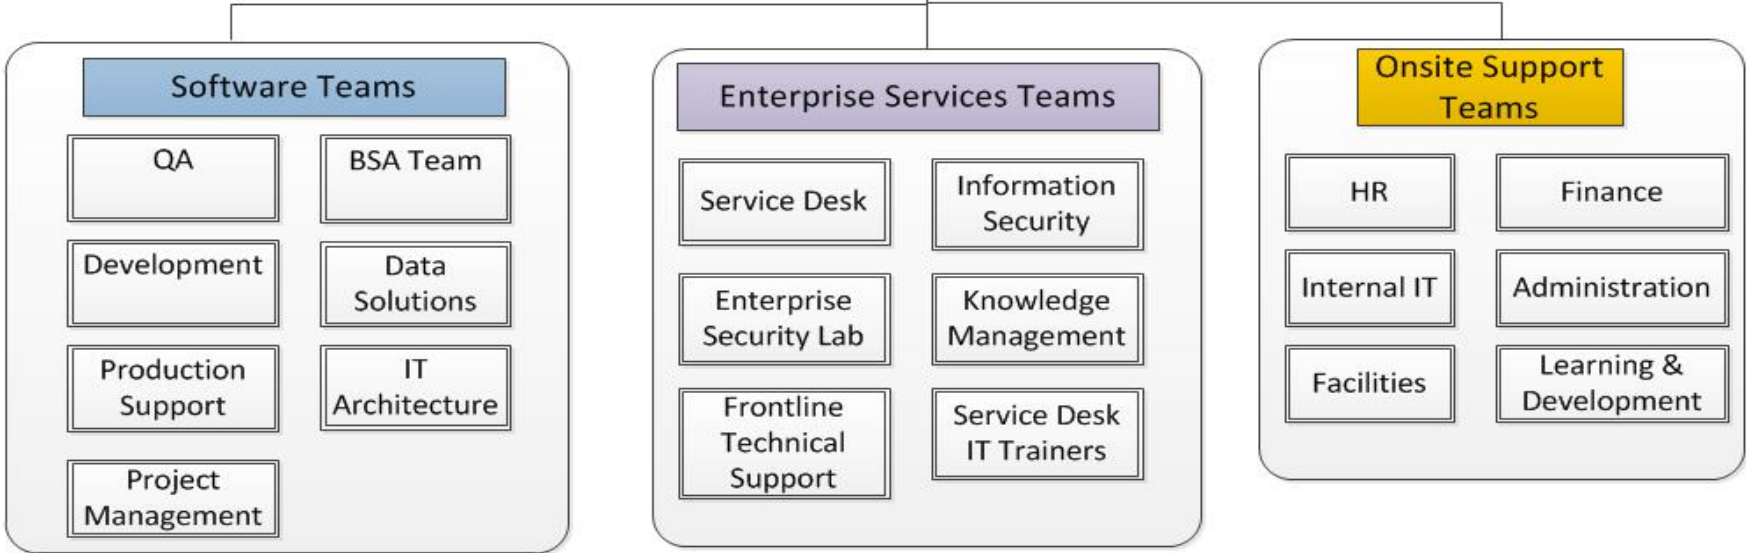 Software Teams
QA
BSA Team
Development
Data
Solutions
Production
Support
IT
Architecture
Project
Management
Enterprise Services Teams
Service Desk
Information
Security
Enterprise
Security Lab
Knowledge
Management
Frontline
Technical
Support
Service Desk
IT Trainers
Onsite Support
Teams
HR
Finance
Internal IT
Administration
Facilities
Learning &
Development